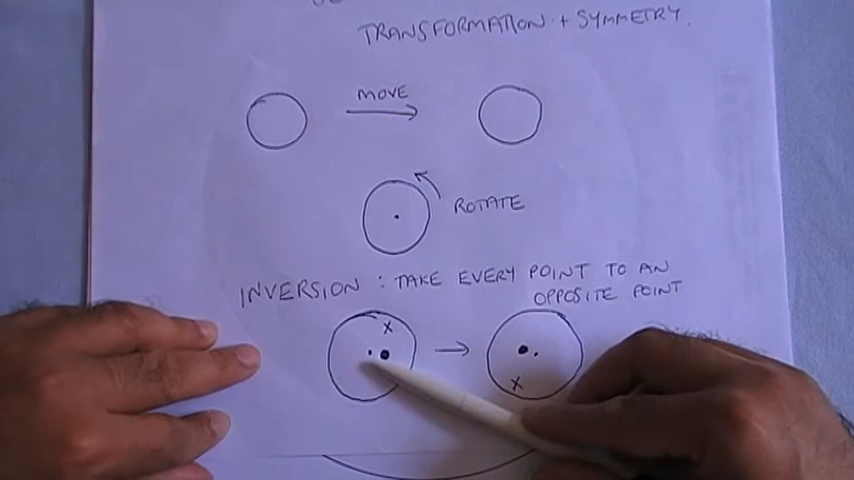 TRANSFORMATION + SYMMETRY.
MOVE
ROTATE
INVERSION : TAKE EVERY POINT TO AN
OPPOSITE POINT
x
x